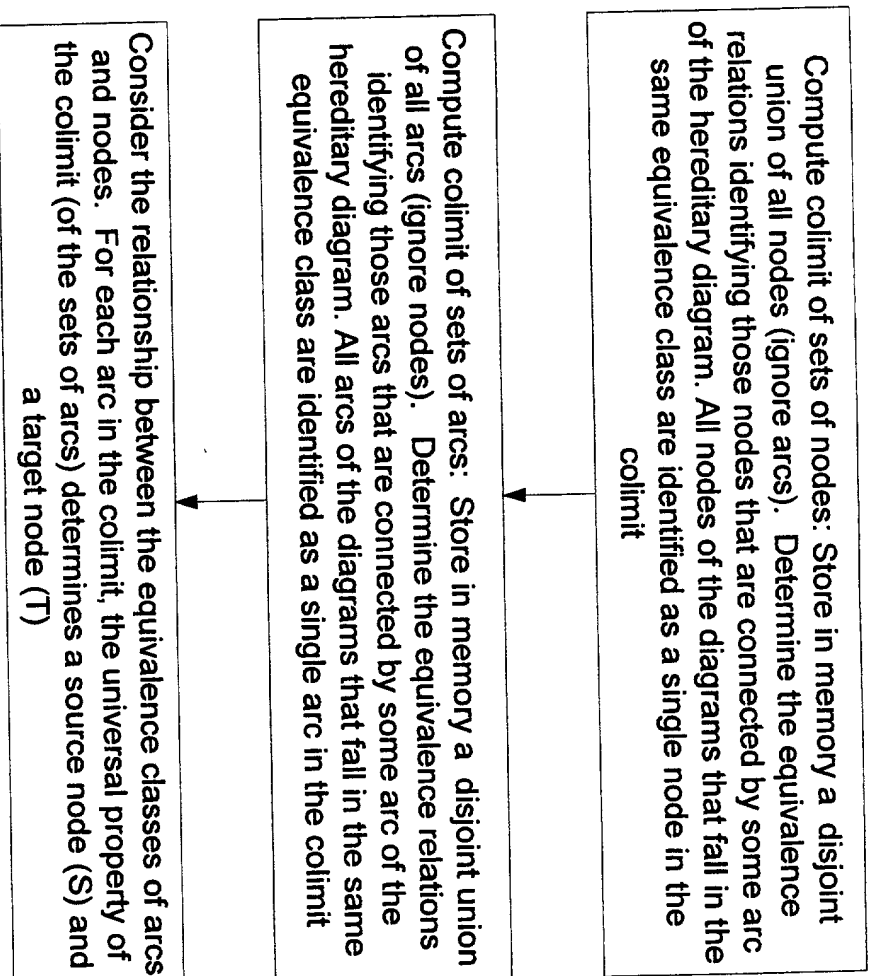 Compute colimit of sets of nodes: Store in memory a disjoint
union of all nodes (ignore arcs). Determine the equivalence
relations identifying those nodes that are connected by some arc
of the hereditary diagram. All nodes of the diagrams that fall in the
same equivalence class are identified as a single node in the
colimit
Compute colimit of sets of arcs: Store in memory a disjoint union
of all arcs (ignore nodes). Determine the equivalence relations
identifying those arcs that are connected by some arc of the
hereditary diagram. All arcs of the diagrams that fall in the same
equivalence class are identified as a single arc in the colimit
Consider the relationship between the equivalence classes of arcs
and nodes. For each arc in the colimit, the universal property of
the colimit (of the sets of arcs) determines a source node (S) and
a target node (T)